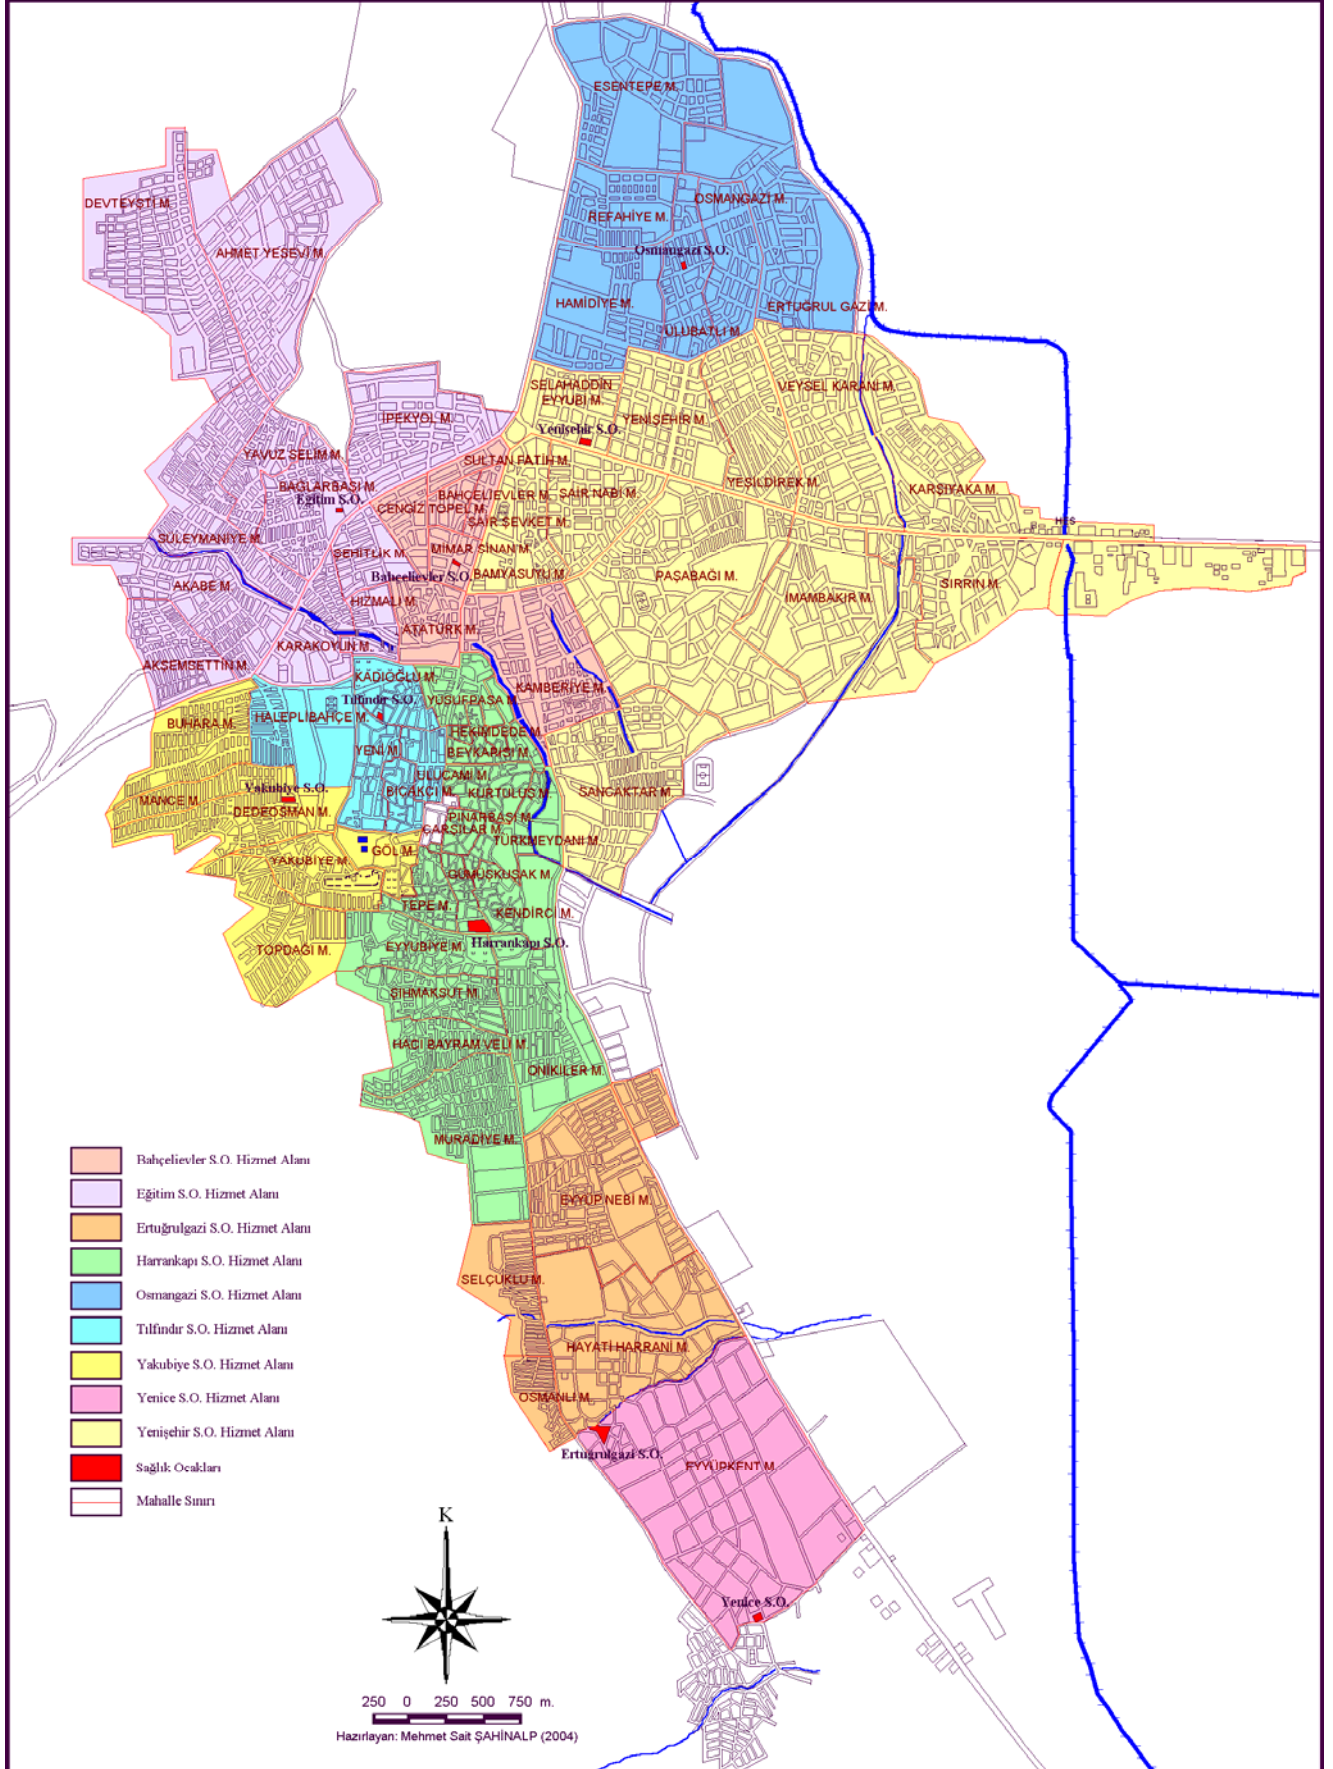 ESENTEPE M.
DEVTEYŞTİ M.
OSMANGAZİ M.
REFAHİYE M.
AHMET YESEVİ M.
Osmangazi S.O.
HAMİDİYE M.
ERTUĞRUL GAZİ M.
ULUBATLI M.
SELAHADDİN
EYYUBİ M.
VEYSEL KARANİ M.
İPEKYOL M.
YENİŞEHİR M.
Yenişehir S.O.
YAVUZ SELİM M.
SULTAN FATİH M.
BAĞLARBAŞI M.
YEŞİLDİREK M.
KARŞIYAKA M.
Eğitim S.O.
BAHÇELİEVLER M.
ŞAİR NABİ M.
CENGİZ TOPEL M.
ŞAİR ŞEVKET M.
HES
SÜLEYMANİYE M.
ŞEHİTLİK M.
MİMAR SİNAN M.
Bahçelievler S.O.
BAMYASUYU M.
PAŞABAĞI M.
SIRRIN M.
AKABE M.
HIZMALI M.
İMAMBAKIR M.
ATATÜRK M.
KARAKOYUN M.
AKŞEMSETTİN M.
KADIOĞLU M.
KAMBERİYE M.
Tılfındır S.O.
YUSUFPAŞA M.
BUHARA M.
HALEPLİBAHÇE M.
HEKİMDEDE M.
YENİ M.
BEYKAPISI M.
ULUCAMİ M.
Yakubiye S.O.
BIÇAKÇI M.
KURTULUŞ M.
SANCAKTAR M.
MANCE M.
DEDEOSMAN M.
PINARBAŞI M.
ÇARŞILAR M.
TÜRKMEYDANI M.
GÖL M.
YAKUBİYE M.
GÜMÜŞKUŞAK M.
TEPE M.
KENDİRCİ M.
EYYUBİYE M.
Harrankapı S.O.
TOPDAĞI M.
ŞIHMAKSUT M.
HACI BAYRAM VELİ M.
ONİKİLER M.
MURADİYE M.
EYYÜP NEBİ M.
SELÇUKLU M.
HAYATİ HARRANİ M.
OSMANLI M.
Ertuğrulgazi S.O.
EYYÜPKENT M.
Yenice S.O.
Bahçelievler S.O. Hizmet Alanı
Eğitim S.O. Hizmet Alanı
Ertuğrulgazi S.O. Hizmet Alanı
Harrankapı S.O. Hizmet Alanı
Osmangazi S.O. Hizmet Alanı
Tılfındır S.O. Hizmet Alanı
Yakubiye S.O. Hizmet Alanı
Yenice S.O. Hizmet Alanı
Yenişehir S.O. Hizmet Alanı
Sağlık Ocakları
Mahalle Sınırı
K
250 0 250 500 750 m.
Hazırlayan: Mehmet Sait ŞAHİNALP (2004)